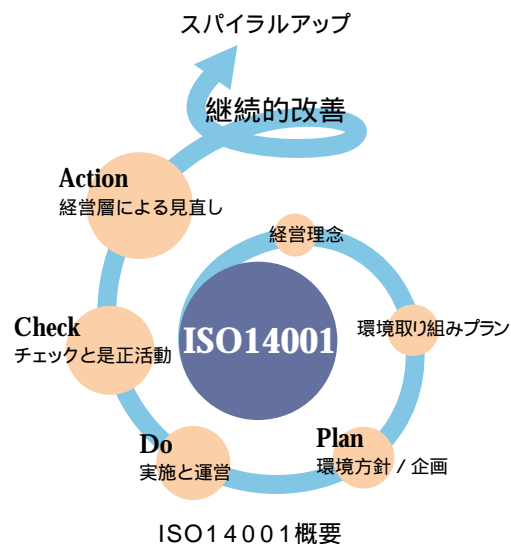 スパイラルアップ
継続的改善
Action
経営層による見直し
経営理念
Check
チェックと是正活動
ISO14001
環境取り組みプラン
Do
実施と運営
Plan
環境方針 / 企画
ISO14001概要